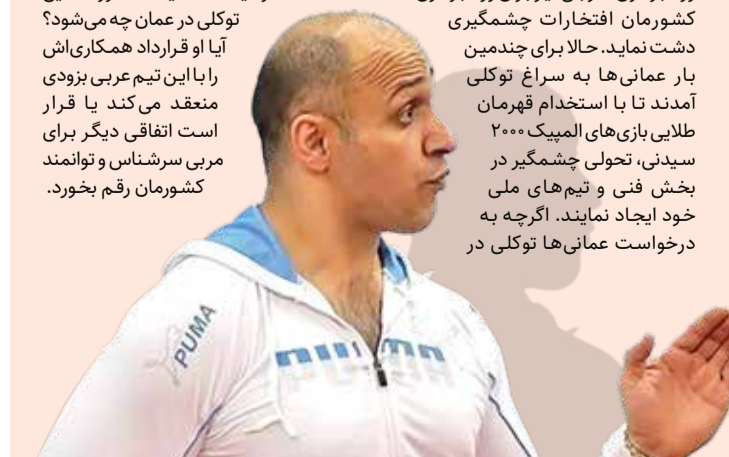 کشورمان افتخارات چشمگیری
دشت نماید. حالا برای چندمین
بار عمانی‌ها به سراغ توکلی
آمدند تا با استخدام قهرمان
طلایی بازی‌های المپیک ۲۰۰۰
سیدنی، تحولی چشمگیر در
بخش فنی و تیم‌های ملی
خود ایجاد نمایند. اگرچه به
درخواست عمانی‌ها توکلی در
توکلی در عمان چه می‌شود؟
آیا او قرارداد همکاری‌اش
را با این تیم عربی بزودی
منعقد می‌کند یا قرار
است اتفاقی دیگر برای
مربی سرشناس و توانمند
کشورمان رقم بخورد.
PUMA
PUMA